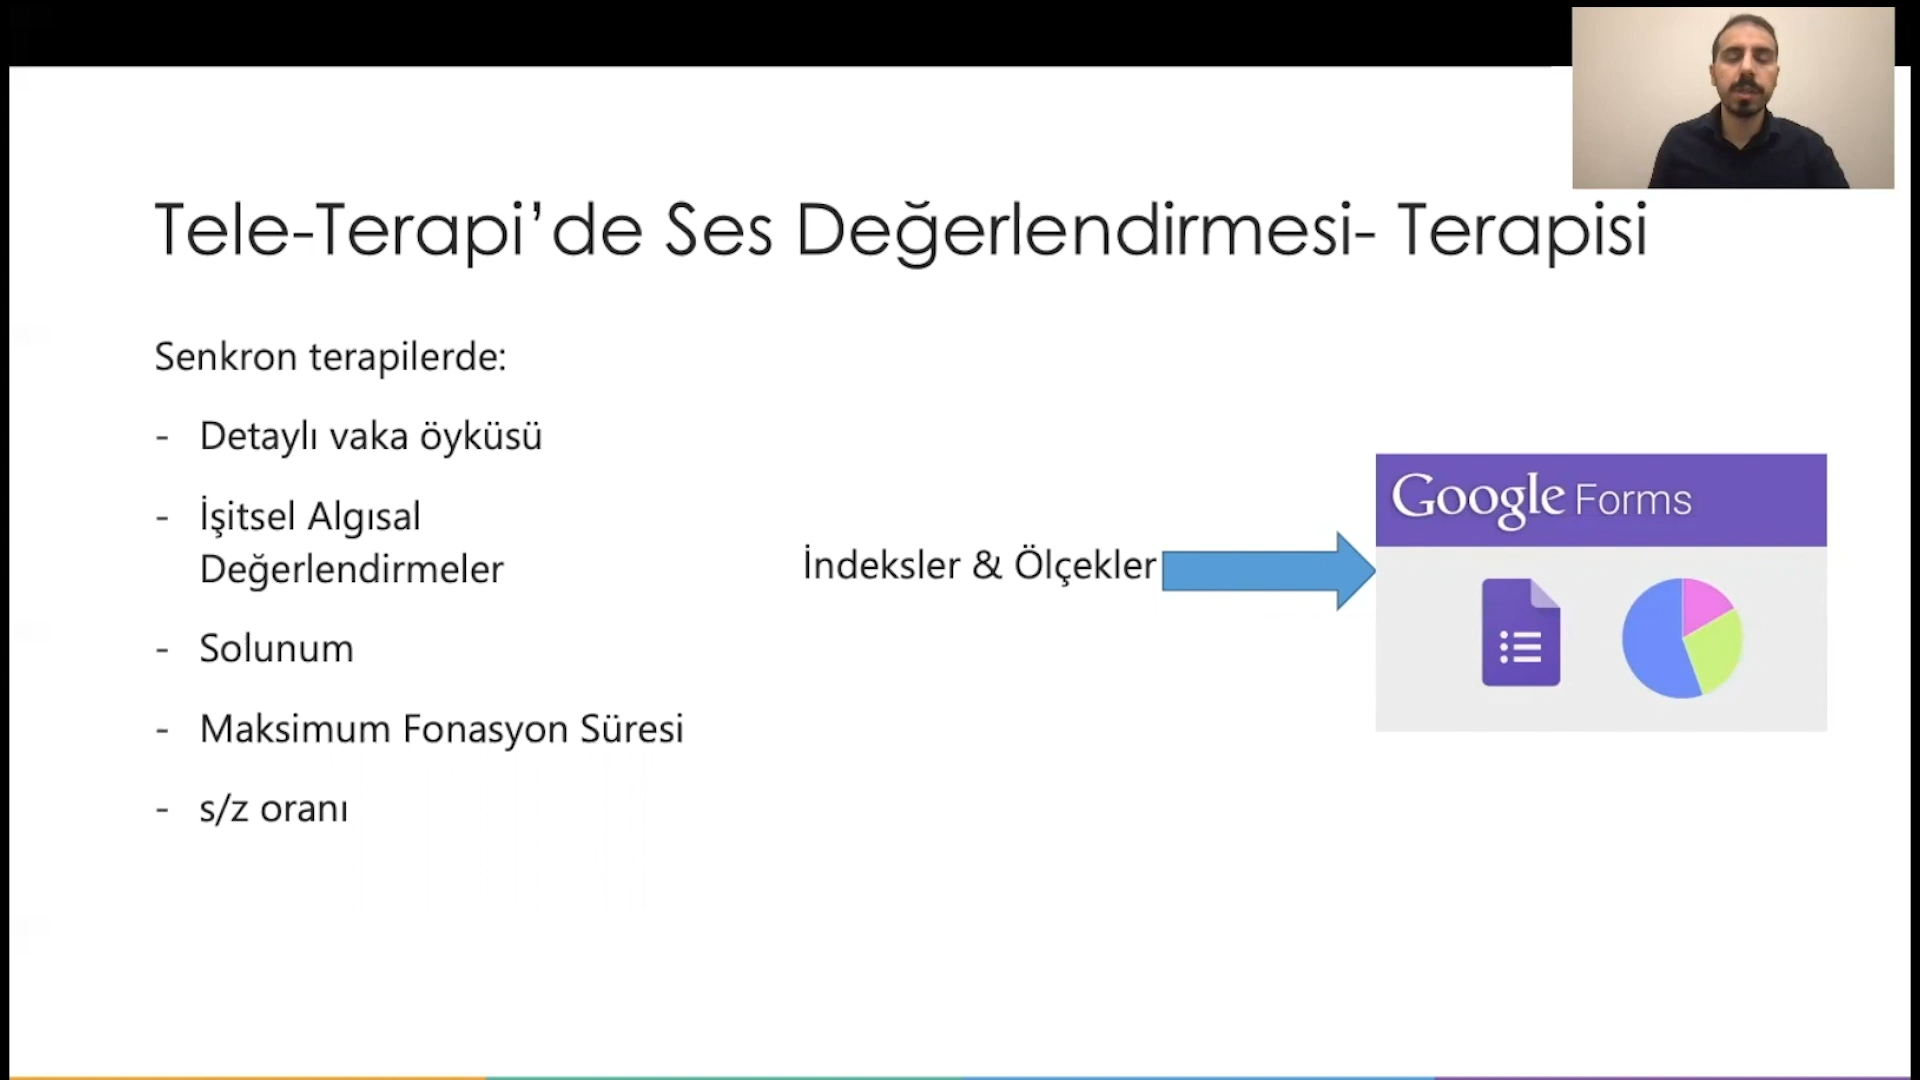 Tele-Terapi’de Ses Değerlendirmesi- Terapisi
Senkron terapilerde:
- Detaylı vaka öyküsü
- İşitsel Algısal
Değerlendirmeler
- Solunum
- Maksimum Fonasyon Süresi
- s/z oranı
İndeksler & Ölçekler
Google Forms